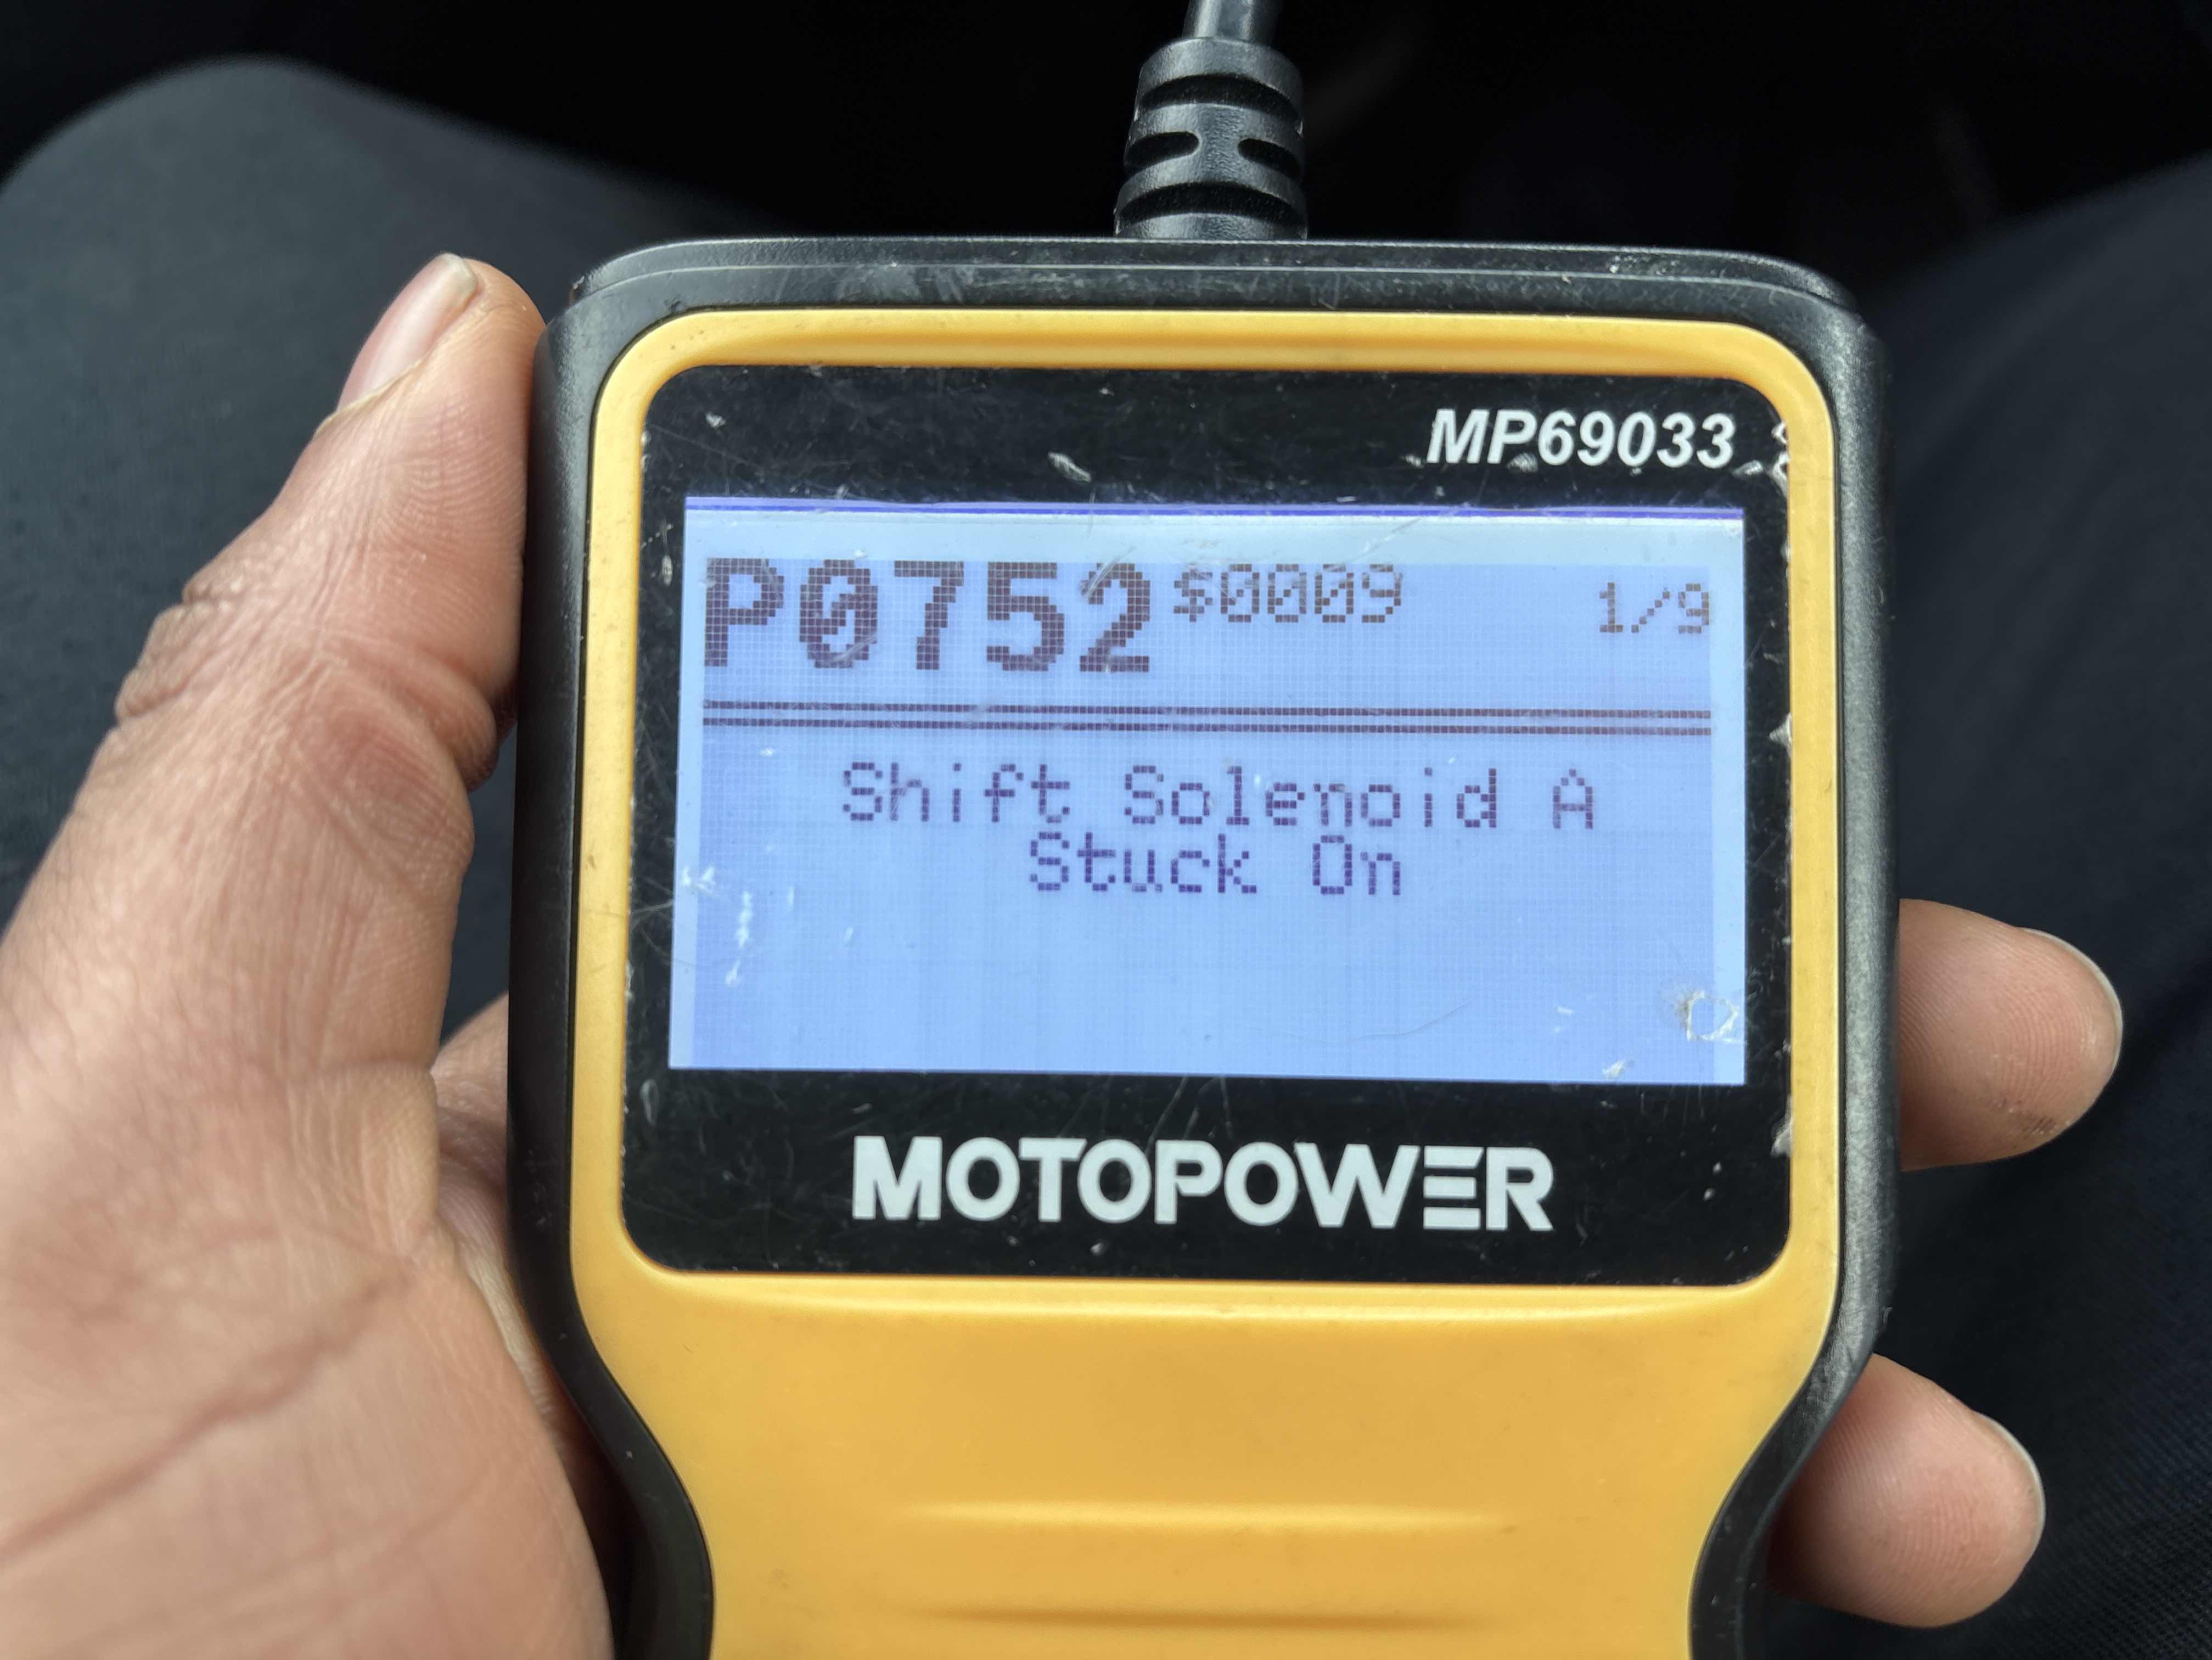 MP69033
P0752 $0009 1/9
Shift Solenoid A
Stuck On
MOTOPOWER